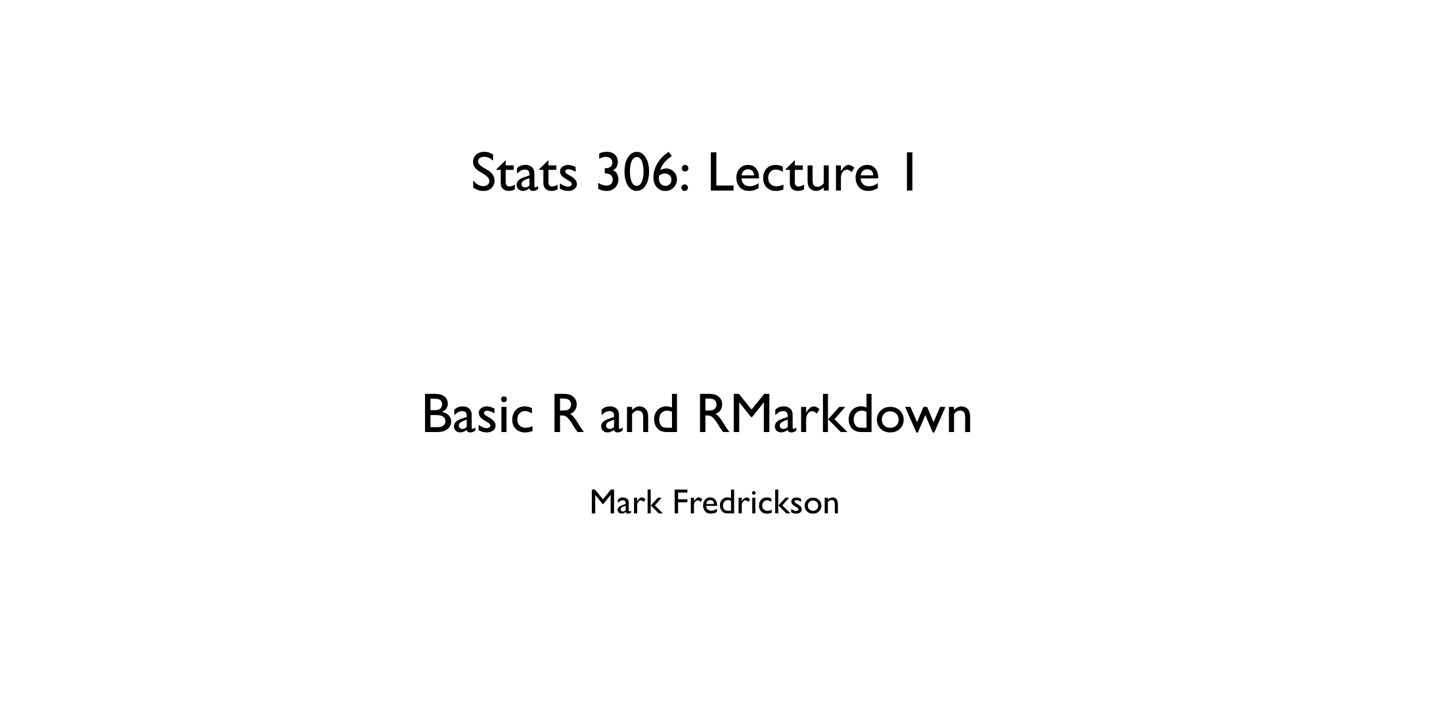 Stats 306: Lecture 1
Basic R and RMarkdown
Mark Fredrickson